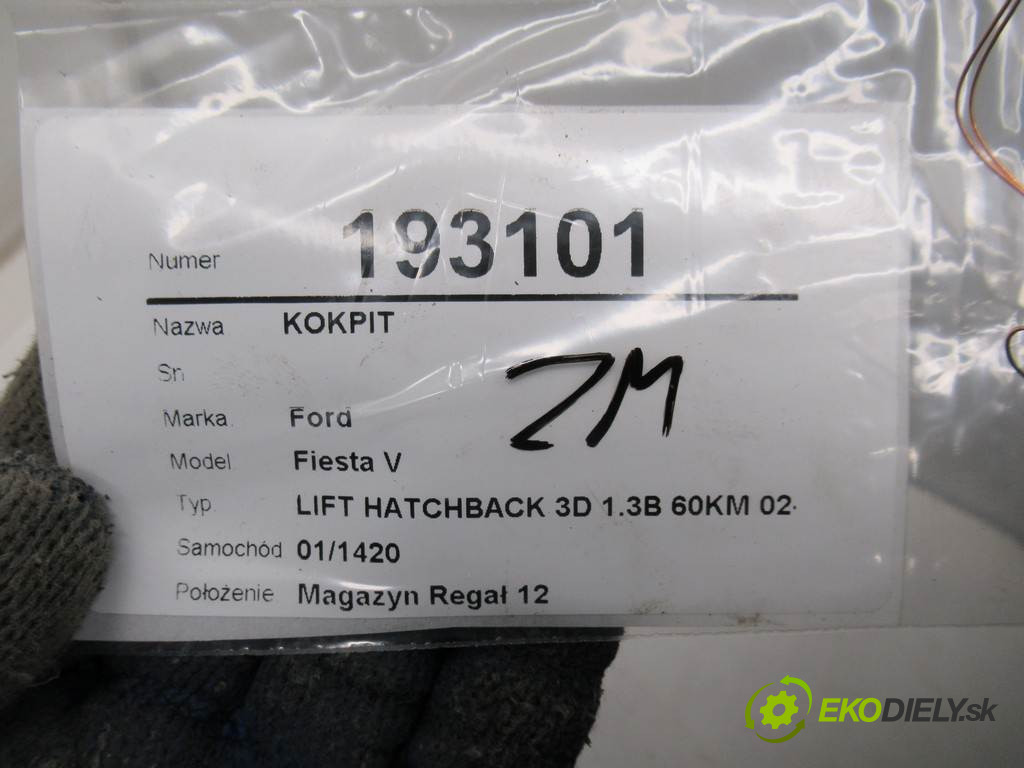 Numer 193101
Nazwa KOKPIT
Sn
ZM
Marka Ford
Model Fiesta V
Typ LIFT HATCHBACK 3D 1.3B 60KM 02-
Samochód 01/1420
Położenie Magazyn Regał 12
EKODIELY.sk